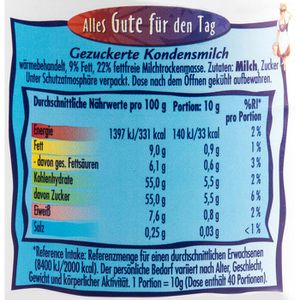 Alles Gute für den Tag
Gezuckerte Kondensmilch
wärmebehandelt, 9% Fett, 22% fettfreie Milchtrockenmasse. Zutaten: Milch, Zucker
Unter Schutzatmosphäre verpackt. Dose nach dem Öffnen gekühlt aufbewahren.
Durchschnittliche Nährwerte pro 100 g Portion: 10 g %RI* pro Portion
Energie 1397 kJ/331 kcal 140 kJ/33 kcal 2%
Fett 9,0 g 0,9 g 1%
- davon ges. Fettsäuren 6,1 g 0,6 g 3%
Kohlenhydrate 55,0 g 5,5 g 2%
davon Zucker 55,0 g 5,5 g 6%
Eiweiß 7,6 g 0,8 g 2%
Salz 0,25 g 0,03 g <1%
*Reference Intake: Referenzmenge für einen durchschnittlichen Erwachsenen
(8400 kJ/2000 kcal). Der persönliche Bedarf variiert nach Alter, Geschlecht,
Gewicht und körperlicher Aktivität. 1 Portion = 10g (Dose enthält 40 Portionen).